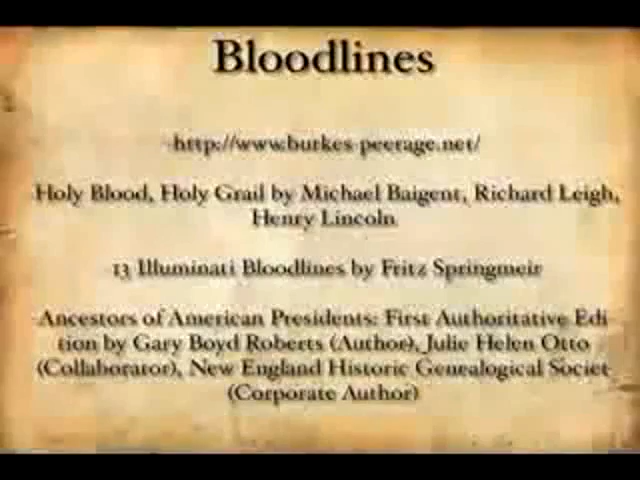 Bloodlines
http://www.burkes-peerage.net/
Holy Blood, Holy Grail by Michael Baigent, Richard Leigh,
Henry Lincoln
13 Illuminati Bloodlines by Fritz Springmeir
Ancestors of American Presidents: First Authoritative Edi
tion by Gary Boyd Roberts (Author), Julie Helen Otto
(Collaborator), New England Historic Genealogical Societ
(Corporate Author)